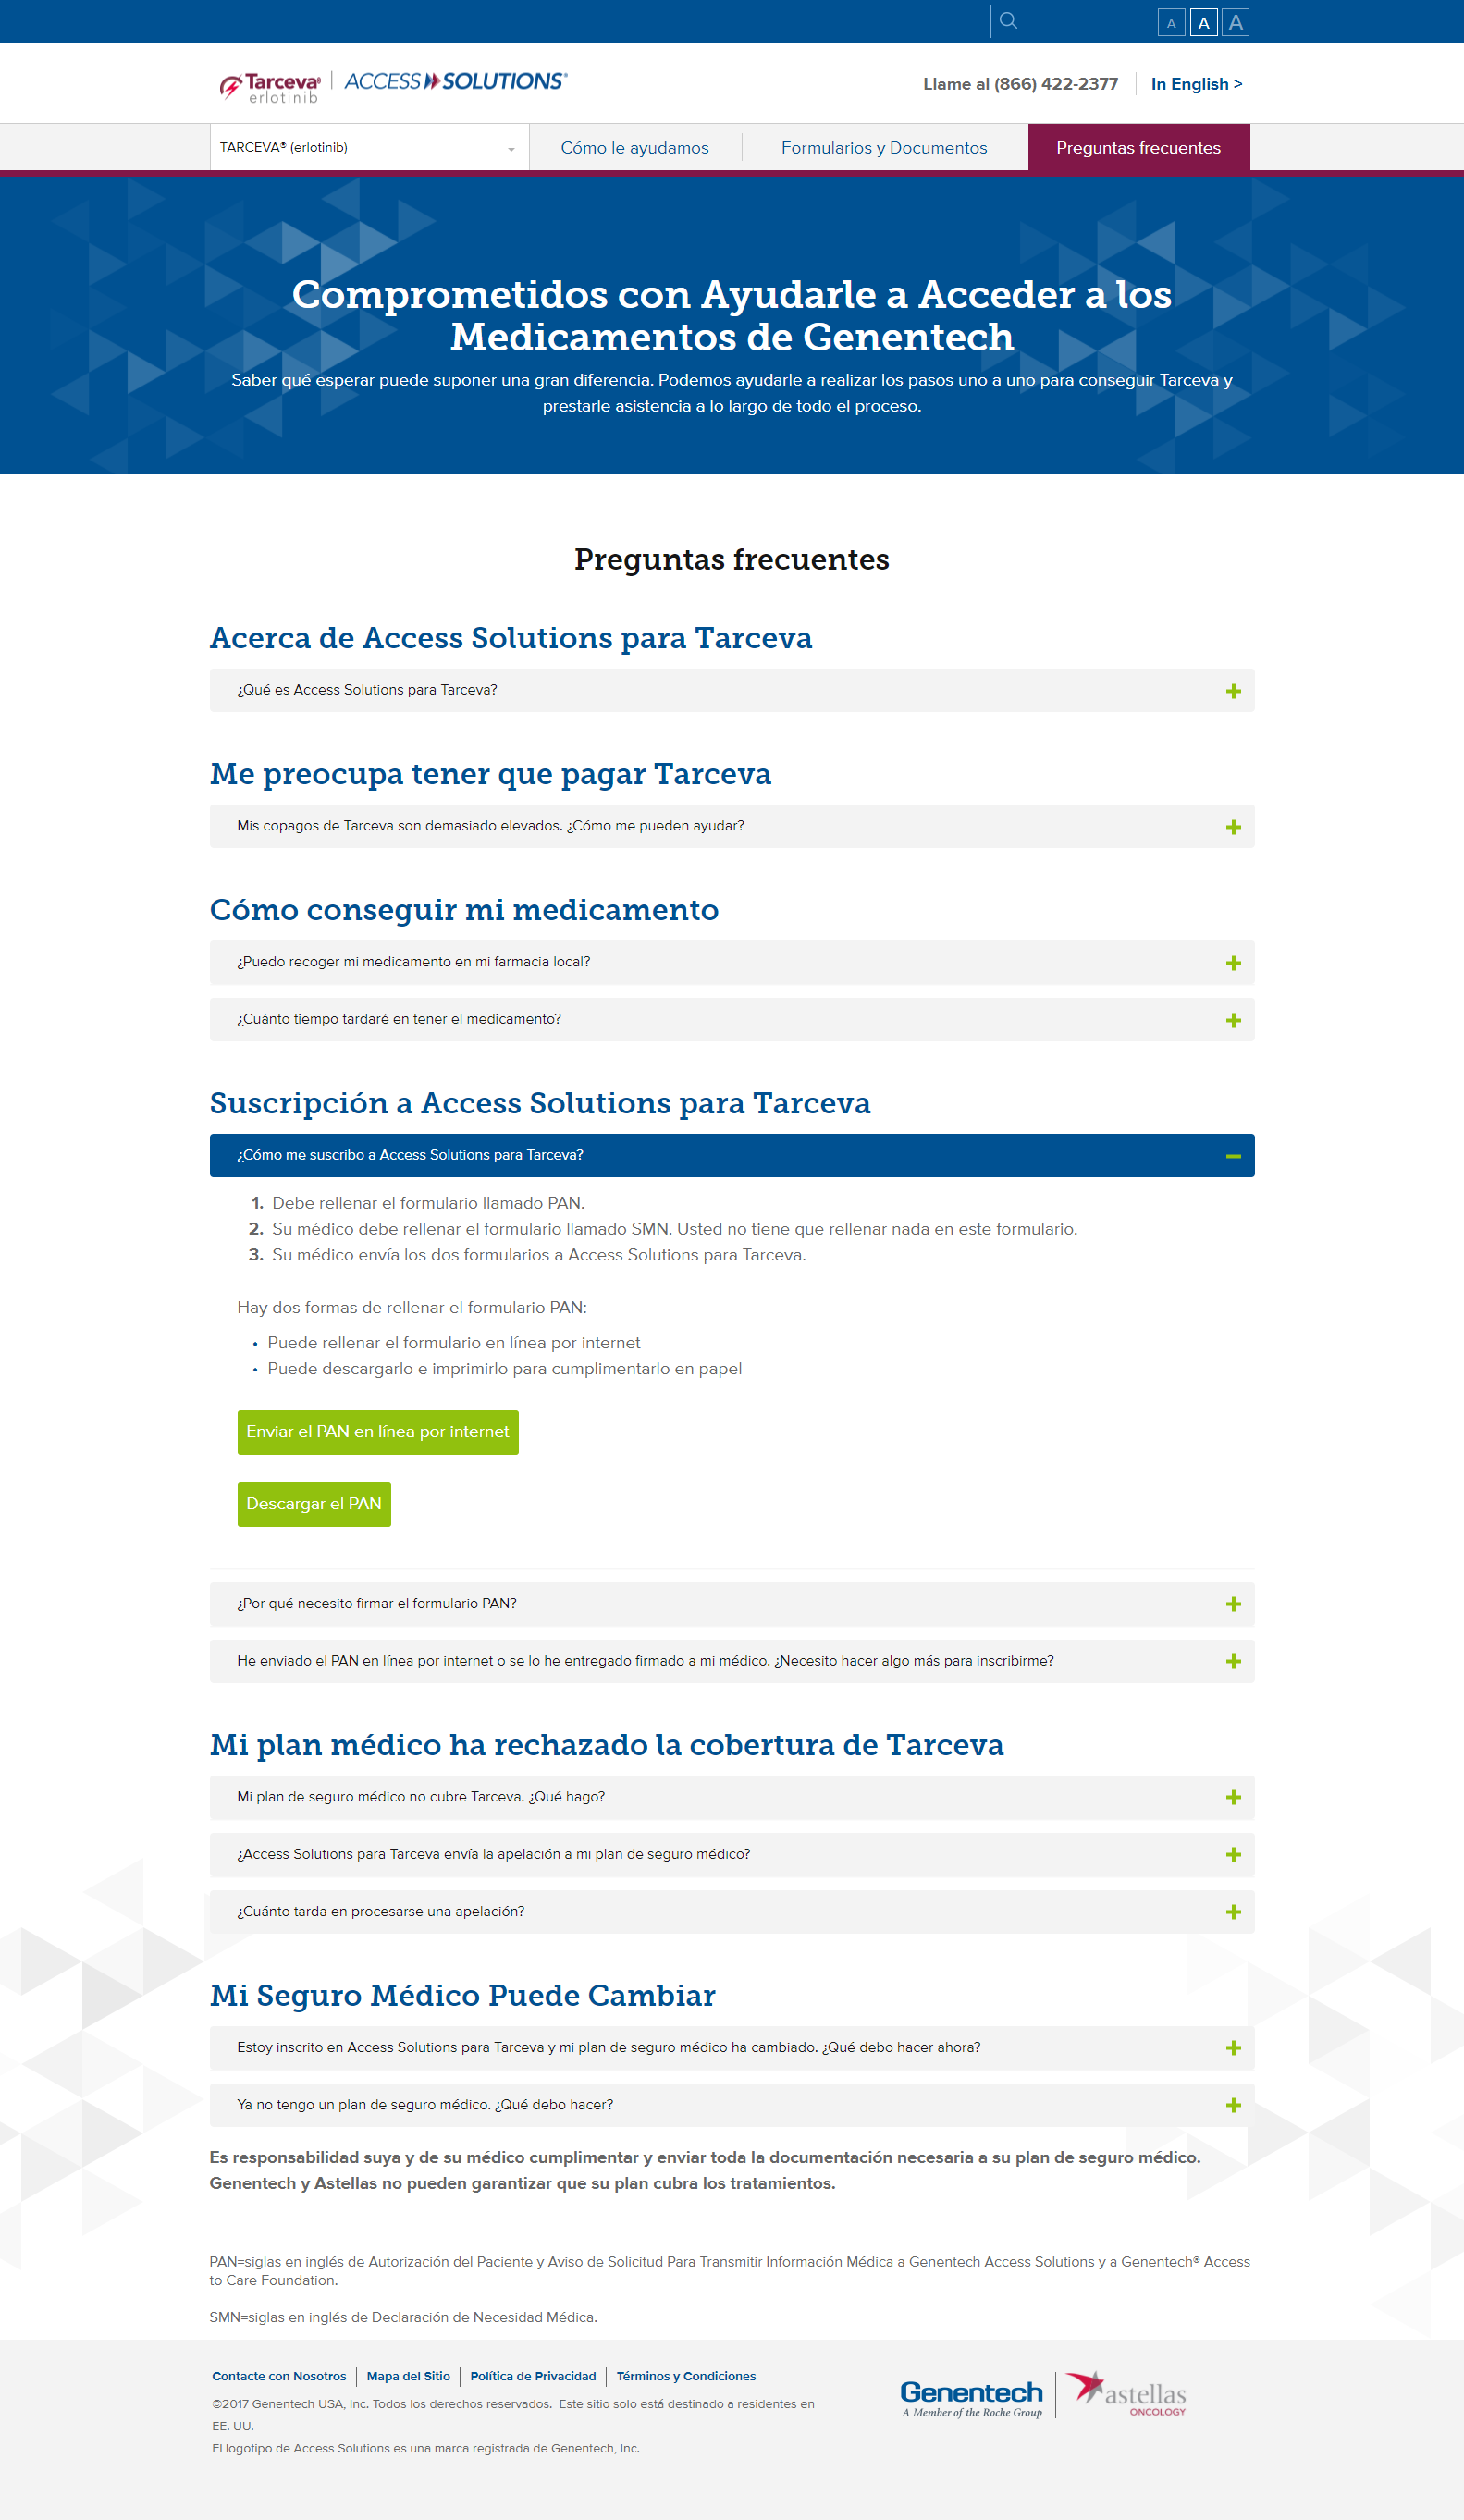 A A A
Tarceva® erlotinib | ACCESS SOLUTIONS®
Llame al (866) 422-2377
In English >
TARCEVA® (erlotinib)
Cómo le ayudamos
Formularios y Documentos
Preguntas frecuentes
Comprometidos con Ayudarle a Acceder a los
Medicamentos de Genentech
Saber qué esperar puede suponer una gran diferencia. Podemos ayudarle a realizar los pasos uno a uno para conseguir Tarceva y
prestarle asistencia a lo largo de todo el proceso.
Preguntas frecuentes
Acerca de Access Solutions para Tarceva
¿Qué es Access Solutions para Tarceva?
Me preocupa tener que pagar Tarceva
Mis copagos de Tarceva son demasiado elevados. ¿Cómo me pueden ayudar?
Cómo conseguir mi medicamento
¿Puedo recoger mi medicamento en mi farmacia local?
¿Cuánto tiempo tardaré en tener el medicamento?
Suscripción a Access Solutions para Tarceva
¿Cómo me suscribo a Access Solutions para Tarceva?
1. Debe rellenar el formulario llamado PAN.
2. Su médico debe rellenar el formulario llamado SMN. Usted no tiene que rellenar nada en este formulario.
3. Su médico envía los dos formularios a Access Solutions para Tarceva.
Hay dos formas de rellenar el formulario PAN:
• Puede rellenar el formulario en línea por internet
• Puede descargarlo e imprimirlo para cumplimentarlo en papel
Enviar el PAN en línea por internet
Descargar el PAN
¿Por qué necesito firmar el formulario PAN?
He enviado el PAN en línea por internet o se lo he entregado firmado a mi médico. ¿Necesito hacer algo más para inscribirme?
Mi plan médico ha rechazado la cobertura de Tarceva
Mi plan de seguro médico no cubre Tarceva. ¿Qué hago?
¿Access Solutions para Tarceva envía la apelación a mi plan de seguro médico?
¿Cuánto tarda en procesarse una apelación?
Mi Seguro Médico Puede Cambiar
Estoy inscrito en Access Solutions para Tarceva y mi plan de seguro médico ha cambiado. ¿Qué debo hacer ahora?
Ya no tengo un plan de seguro médico. ¿Qué debo hacer?
Es responsabilidad suya y de su médico cumplimentar y enviar toda la documentación necesaria a su plan de seguro médico.
Genentech y Astellas no pueden garantizar que su plan cubra los tratamientos.
PAN=siglas en inglés de Autorización del Paciente y Aviso de Solicitud Para Transmitir Información Médica a Genentech Access Solutions y a Genentech® Access
to Care Foundation.
SMN=siglas en inglés de Declaración de Necesidad Médica.
Contacte con Nosotros | Mapa del Sitio | Política de Privacidad | Términos y Condiciones
©2017 Genentech USA, Inc. Todos los derechos reservados. Este sitio solo está destinado a residentes en
EE. UU.
El logotipo de Access Solutions es una marca registrada de Genentech, Inc.
Genentech
A Member of the Roche Group
astellas
ONCOLOGY